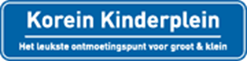 Korein Kinderplein
Het leukste ontmoetingspunt voor groot & klein